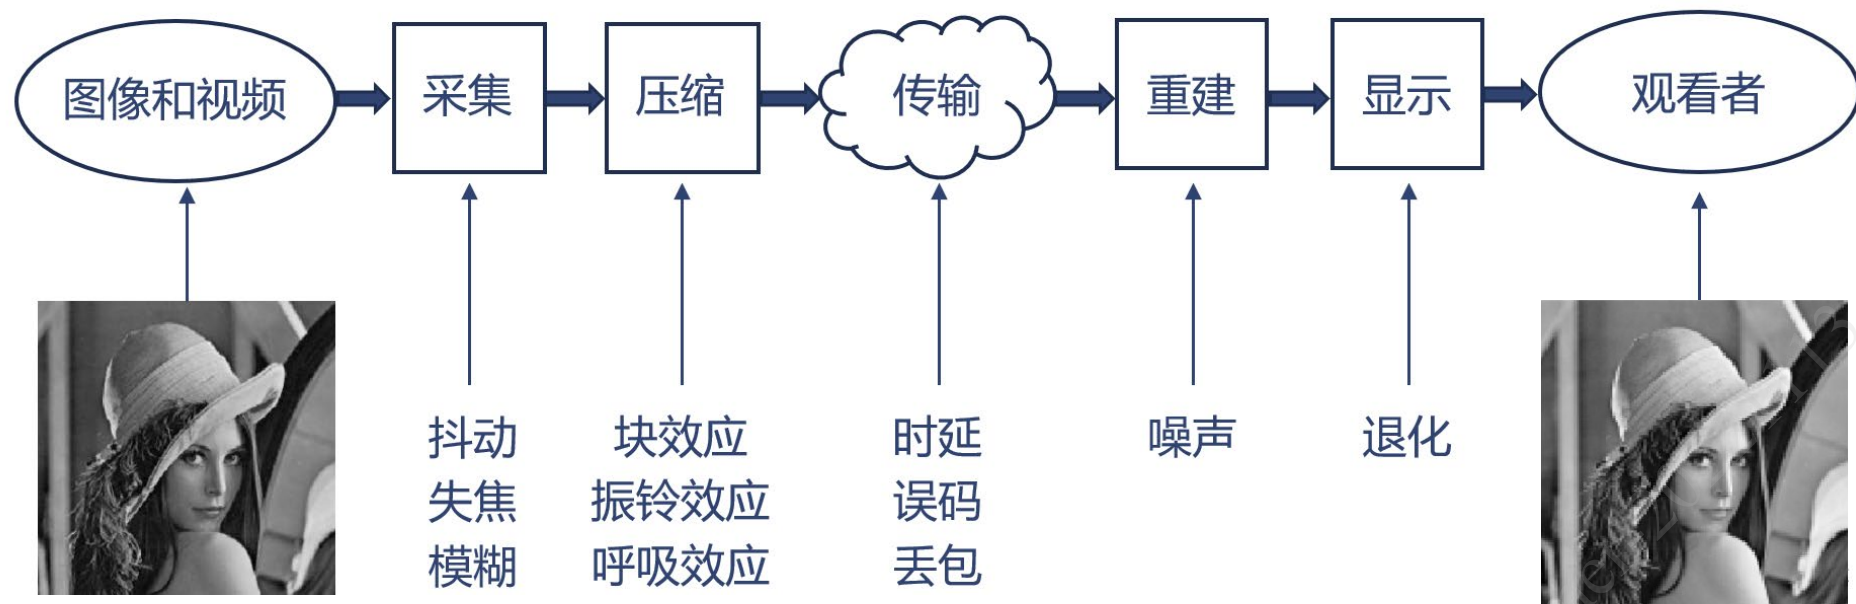 图像和视频
采集
压缩
传输
重建
显示
观看者
抖动
失焦
模糊
块效应
振铃效应
呼吸效应
时延
误码
丢包
噪声
退化